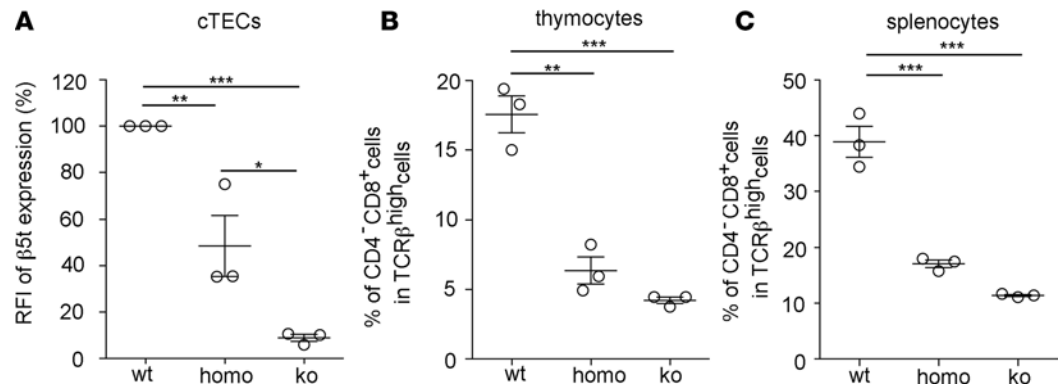 A
cTECs
RFI of β5t expression (%)
120
100
80
60
40
20
0
***
**
*
wt
homo
ko
B
thymocytes
% of CD4⁻CD8⁺cells
in TCRβʰⁱᵍʰcells
20
15
10
5
0
***
**
wt
homo
ko
C
splenocytes
% of CD4⁻CD8⁺cells
in TCRβʰⁱᵍʰcells
50
40
30
20
10
0
***
***
wt
homo
ko